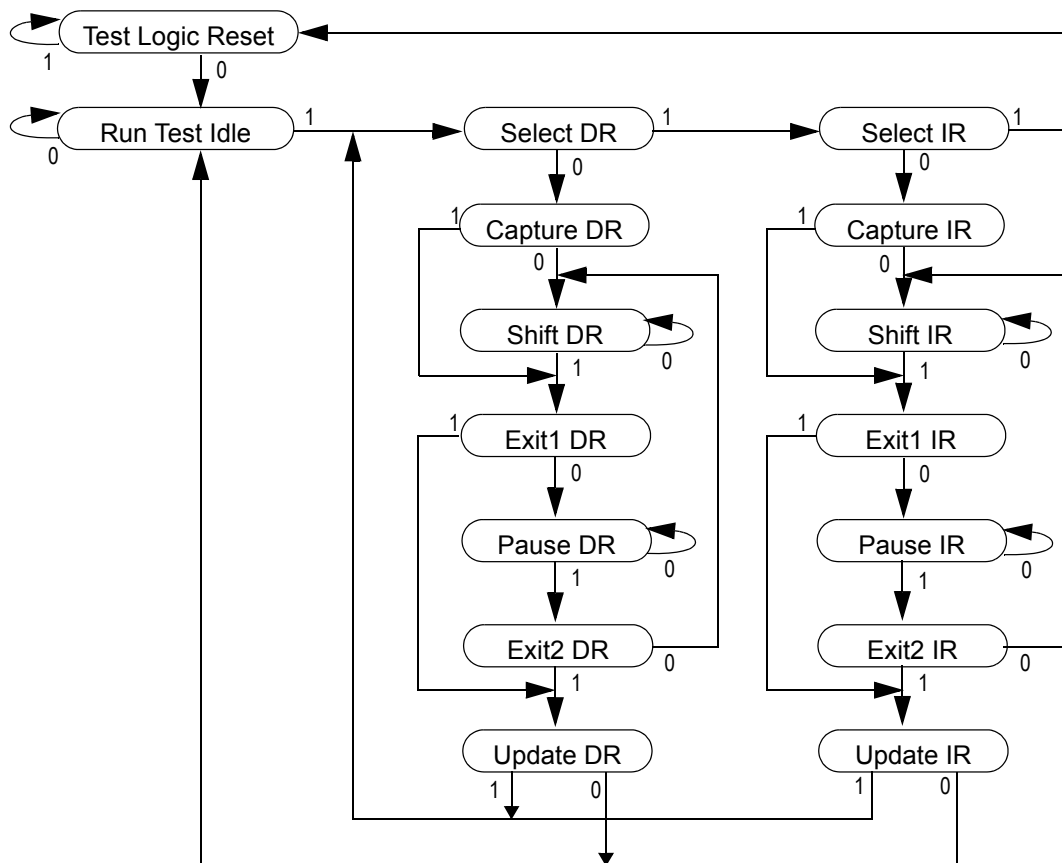 Test Logic Reset
1
0
Run Test Idle
0
1
Select DR
1
0
Select IR
1
0
Capture DR
1
0
Capture IR
1
0
Shift DR
0
1
Shift IR
0
1
Exit1 DR
1
0
Exit1 IR
1
0
Pause DR
0
1
Pause IR
0
1
Exit2 DR
0
1
Exit2 IR
0
1
Update DR
1
0
Update IR
1
0